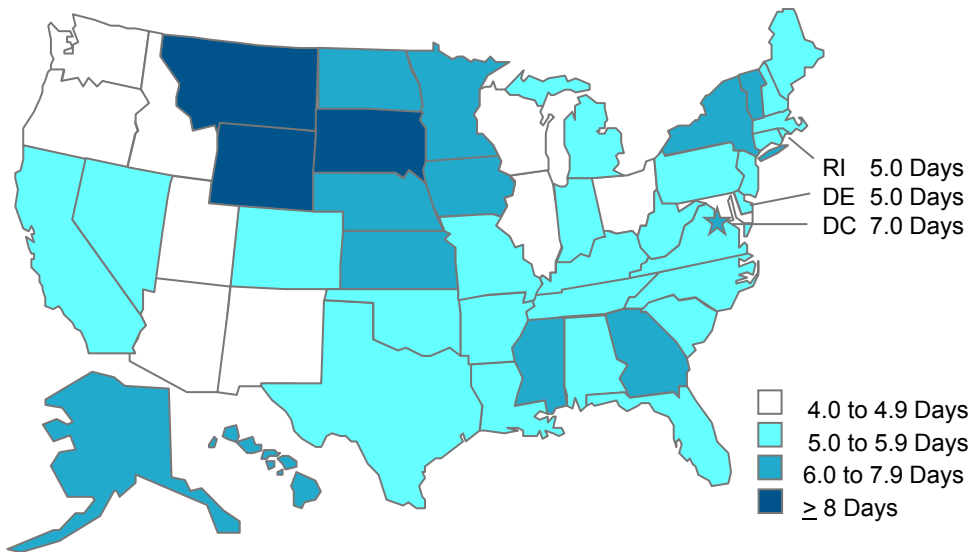 RI 5.0 Days
DE 5.0 Days
DC 7.0 Days
4.0 to 4.9 Days
5.0 to 5.9 Days
6.0 to 7.9 Days
≥ 8 Days